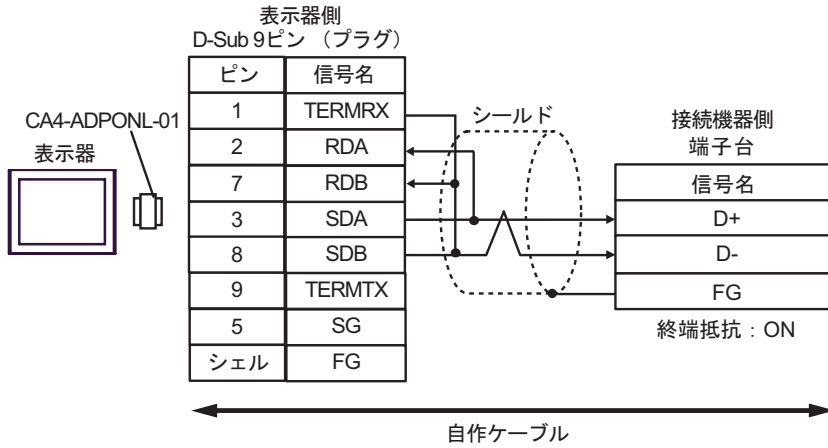 表示器側
D-Sub 9ピン （プラグ）
ピン 信号名
1 TERMRX
2 RDA
7 RDB
3 SDA
8 SDB
9 TERMTX
5 SG
シェル FG
CA4-ADPONL-01
表示器
シールド
接続機器側
端子台
信号名
D+
D-
FG
終端抵抗：ON
自作ケーブル